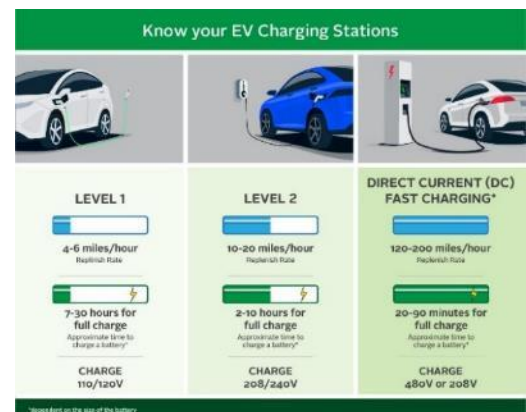 Know your EV Charging Stations
LEVEL 1
4-6 miles/hour
Replenish Rate
7-30 hours for
full charge
Approximate time to
charge a battery*
CHARGE
110/120V
LEVEL 2
10-20 miles/hour
Replenish Rate
2-10 hours for
full charge
Approximate time to
charge a battery*
CHARGE
208/240V
DIRECT CURRENT (DC)
FAST CHARGING*
120-200 miles/hour
Replenish Rate
20-90 minutes for
full charge
Approximate time to
charge a battery*
CHARGE
480V or 208V
*dependent on the size of the battery